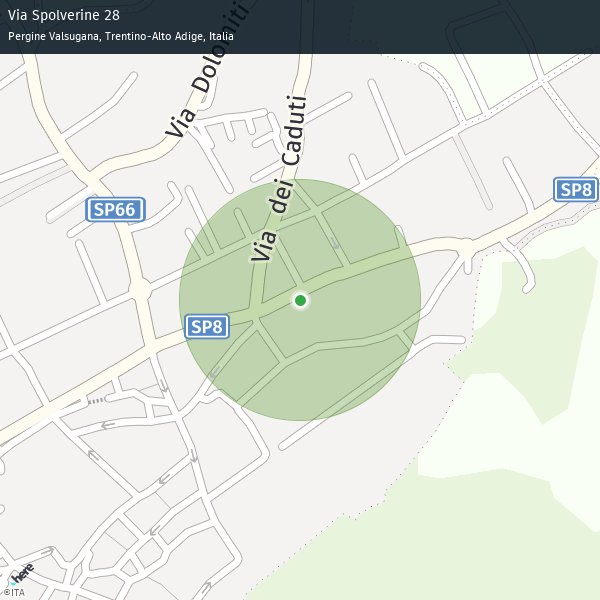 Via Spolverine 28
Pergine Valsugana, Trentino-Alto Adige, Italia
Via Dolomiti
Via dei Caduti
SP66
SP8
SP8
here
©ITA